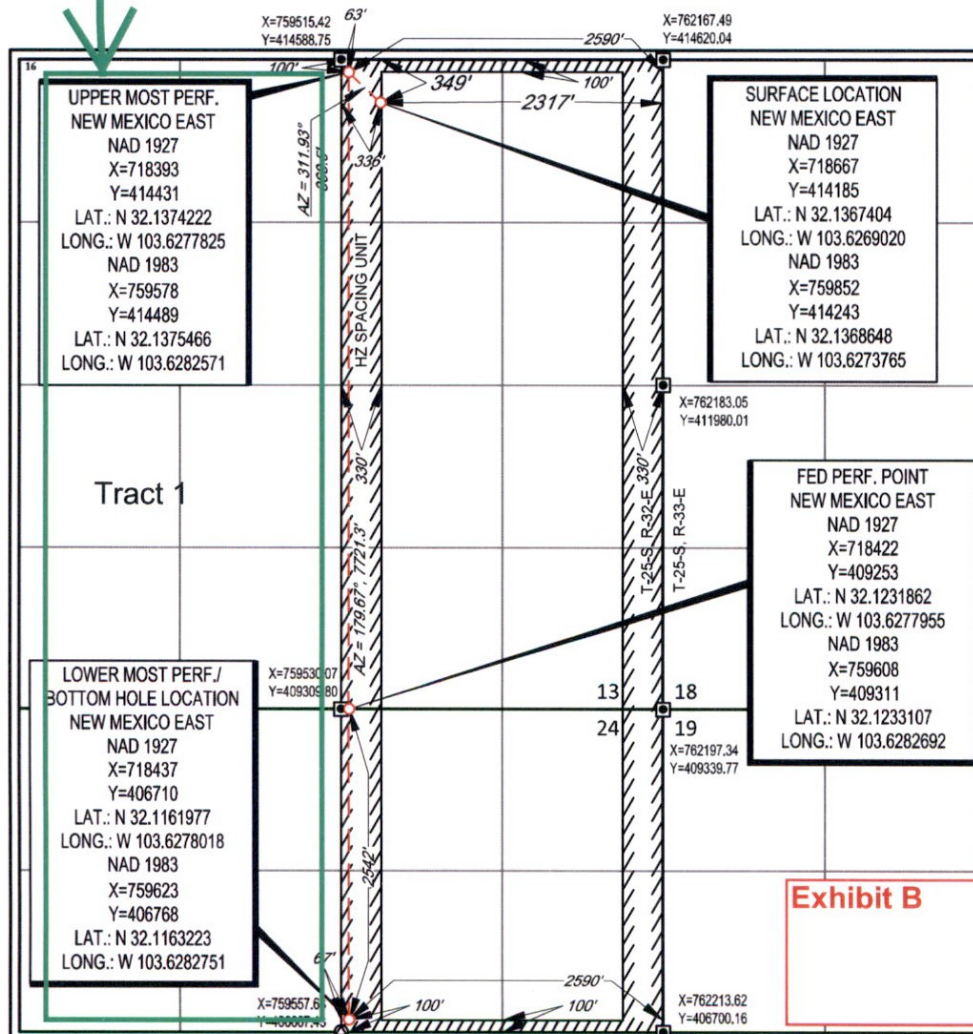 X=759515.42
Y=414588.75
63'
2590'
X=762167.49
Y=414620.04
16
100'
349'
100'
2317'
336'
AZ = 311.93°
UPPER MOST PERF.
NEW MEXICO EAST
NAD 1927
X=718393
Y=414431
LAT.: N 32.1374222
LONG.: W 103.6277825
NAD 1983
X=759578
Y=414489
LAT.: N 32.1375466
LONG.: W 103.6282571
SURFACE LOCATION
NEW MEXICO EAST
NAD 1927
X=718667
Y=414185
LAT.: N 32.1367404
LONG.: W 103.6269020
NAD 1983
X=759852
Y=414243
LAT.: N 32.1368648
LONG.: W 103.6273765
HZ SPACING UNIT
330'
330'
X=762183.05
Y=411980.01
Tract 1
T-25-S, R-32-E
T-25-S, R-33-E
AZ = 179.67°, 7721.3'
FED PERF. POINT
NEW MEXICO EAST
NAD 1927
X=718422
Y=409253
LAT.: N 32.1231862
LONG.: W 103.6277955
NAD 1983
X=759608
Y=409311
LAT.: N 32.1233107
LONG.: W 103.6282692
X=759530.07
Y=409309.80
13
18
24
19
X=762197.34
Y=409339.77
LOWER MOST PERF./
BOTTOM HOLE LOCATION
NEW MEXICO EAST
NAD 1927
X=718437
Y=406710
LAT.: N 32.1161977
LONG.: W 103.6278018
NAD 1983
X=759623
Y=406768
LAT.: N 32.1163223
LONG.: W 103.6282751
2542'
Exhibit B
67'
2590'
100'
100'
X=762213.62
Y=406700.16